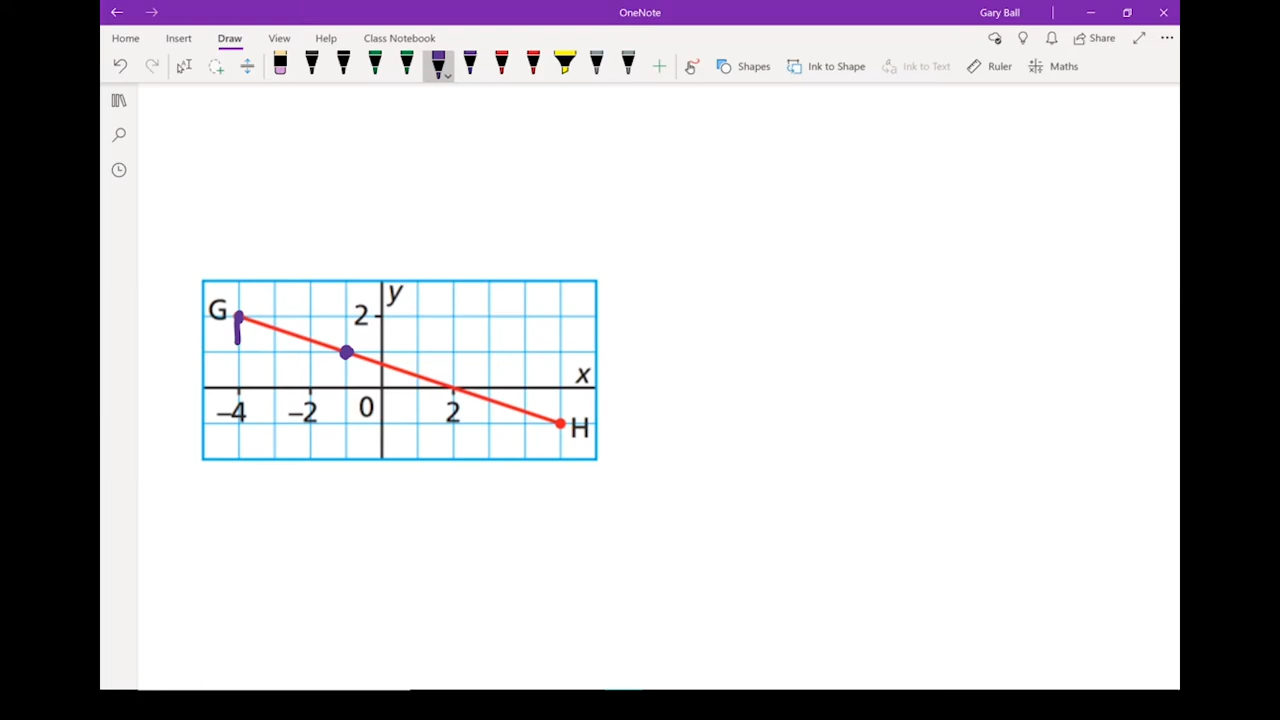 OneNote
Gary Ball
Home Insert Draw View Help Class Notebook
Share
Shapes Ink to Shape Ink to Text Ruler Maths
y
G 2
x
–4 –2 0 2
H